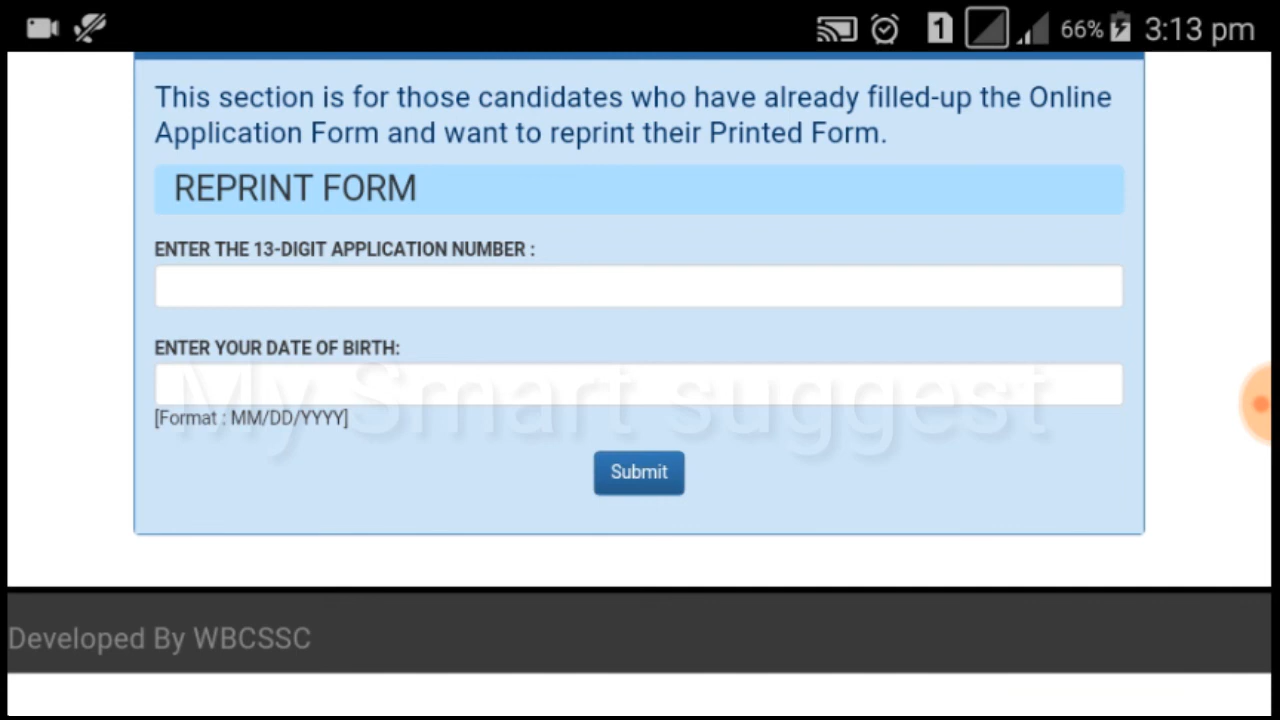 1 66% 3:13 pm
This section is for those candidates who have already filled-up the Online
Application Form and want to reprint their Printed Form.
REPRINT FORM
ENTER THE 13-DIGIT APPLICATION NUMBER :
ENTER YOUR DATE OF BIRTH:
My Smart suggest
[Format : MM/DD/YYYY]
Submit
Developed By WBCSSC